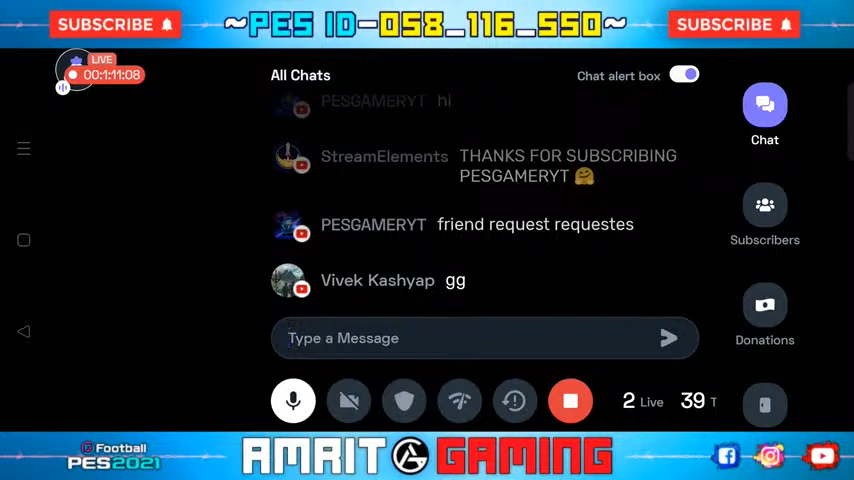 SUBSCRIBE
~PES ID-058_116_550~
SUBSCRIBE
LIVE
00:1:11:08
All Chats
Chat alert box
PESGAMERYT hi
StreamElements THANKS FOR SUBSCRIBING
PESGAMERYT 🤗
PESGAMERYT friend request requestes
Vivek Kashyap gg
Type a Message
Chat
Subscribers
Donations
2 Live 39 T
eFootball
PES2021
AMRIT GAMING